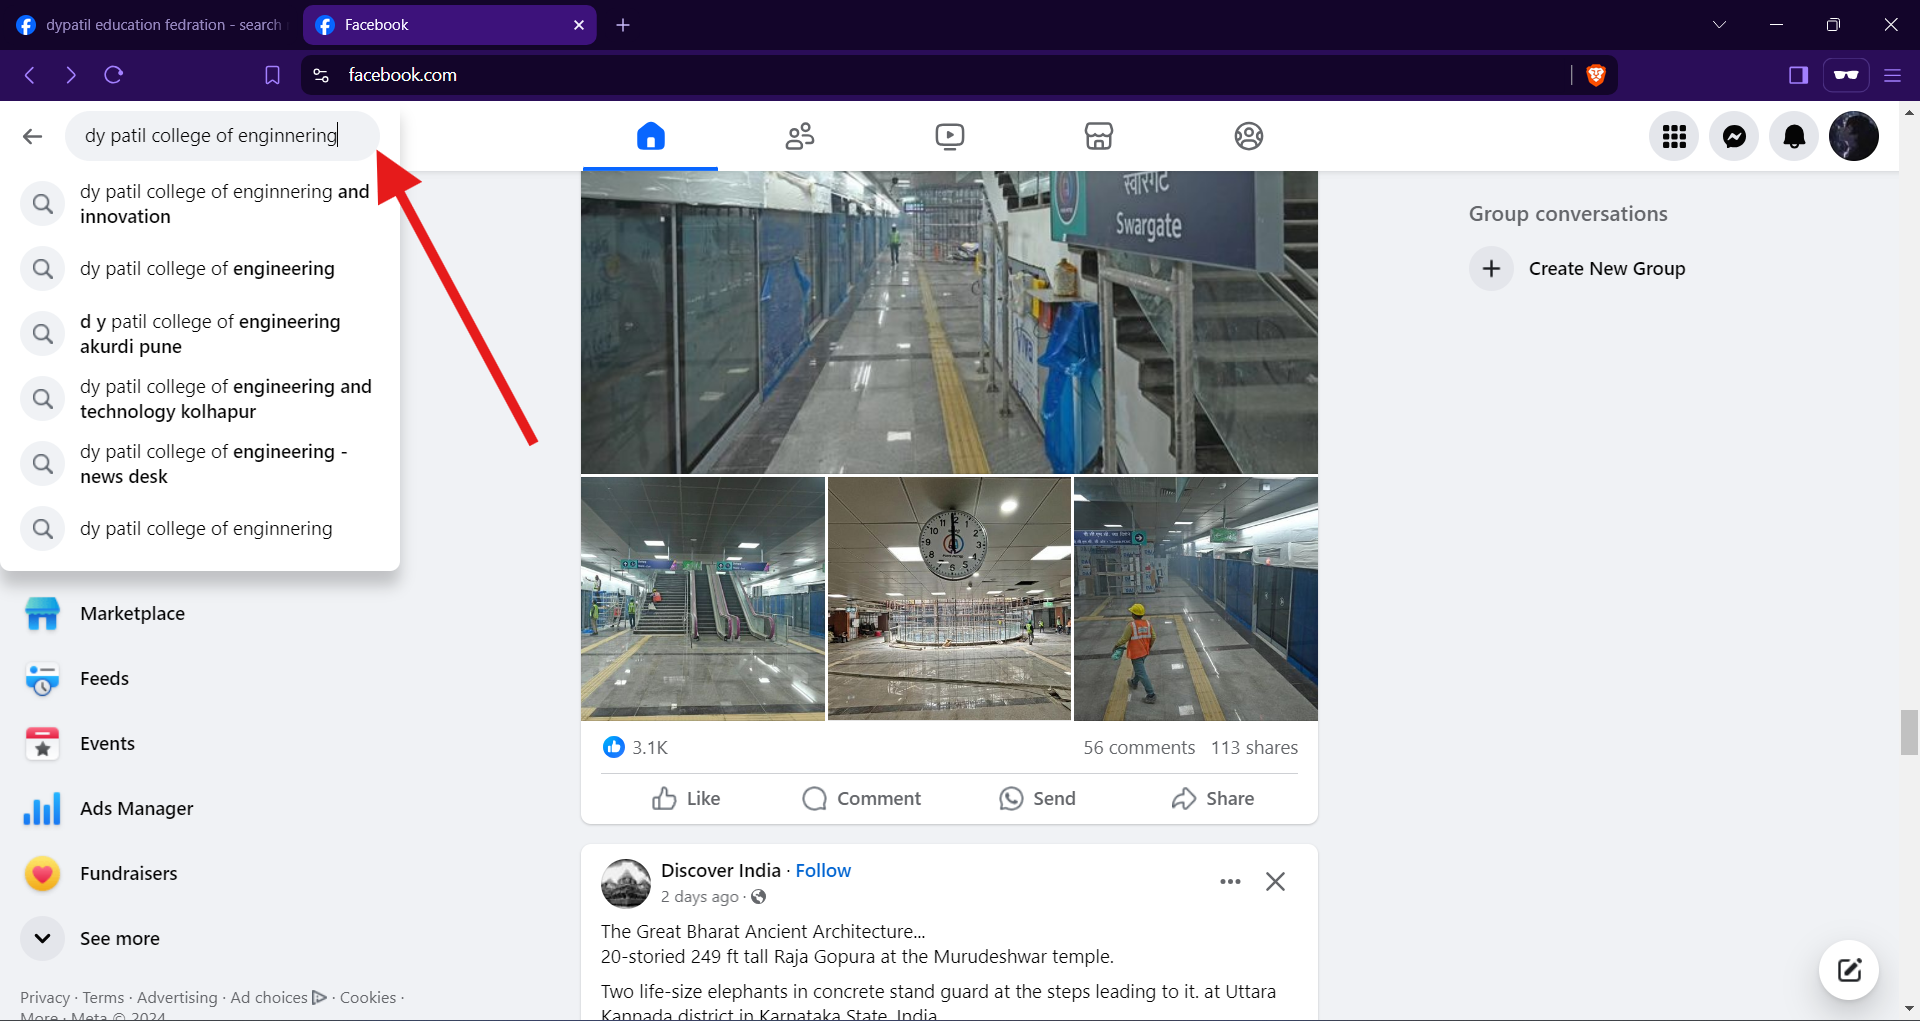 dypatil education fedration - search
Facebook
facebook.com
dy patil college of enginnering
dy patil college of enginnering and
innovation
dy patil college of engineering
d y patil college of engineering
akurdi pune
dy patil college of engineering and
technology kolhapur
dy patil college of engineering -
news desk
dy patil college of enginnering
Marketplace
Feeds
Events
Ads Manager
Fundraisers
See more
Privacy · Terms · Advertising · Ad choices · Cookies ·
More · Meta © 2024
स्वारगेट
Swargate
3.1K
56 comments 113 shares
Like Comment Send Share
Discover India · Follow
2 days ago ·
The Great Bharat Ancient Architecture...
20-storied 249 ft tall Raja Gopura at the Murudeshwar temple.
Two life-size elephants in concrete stand guard at the steps leading to it. at Uttara
Kannada district in Karnataka State, India
Group conversations
Create New Group